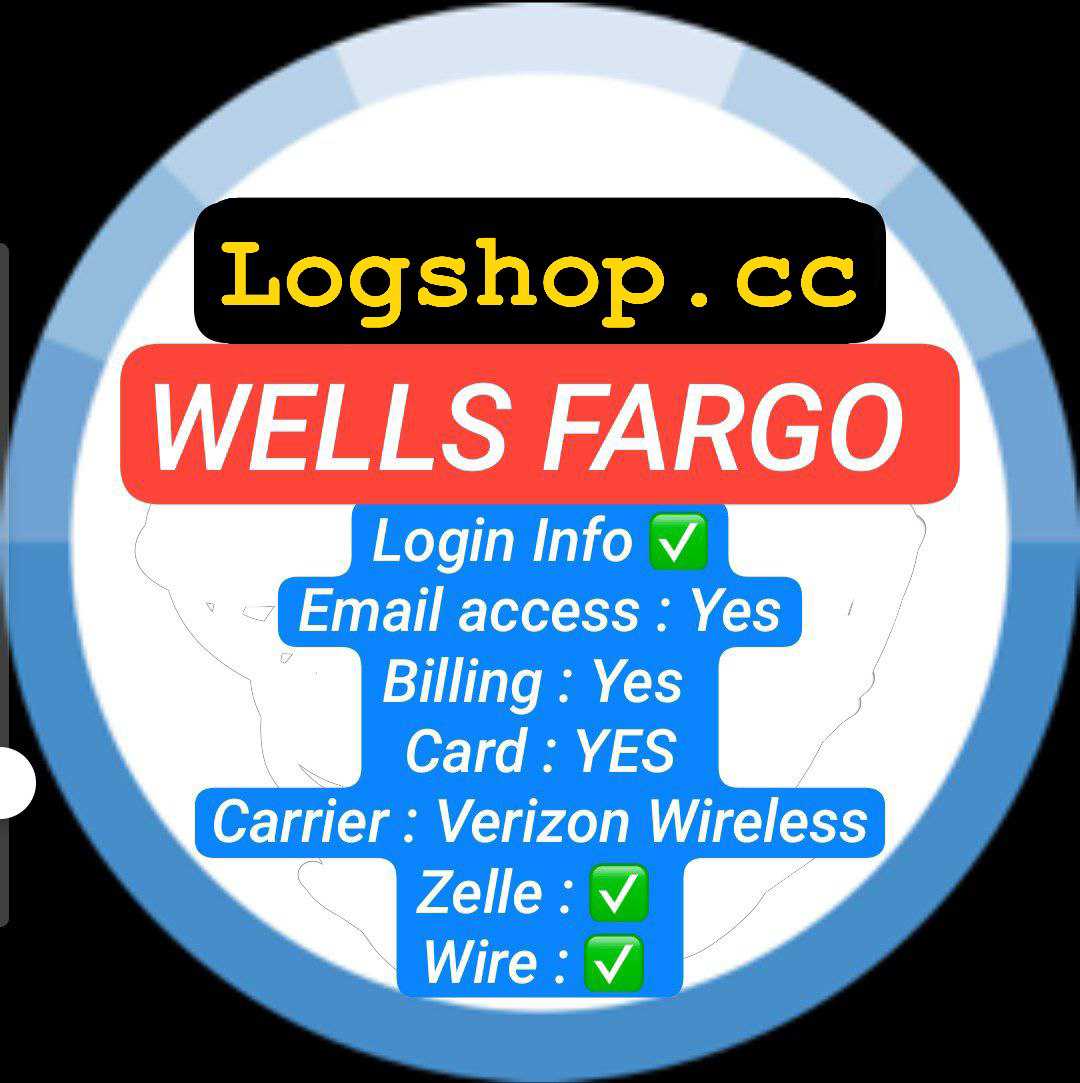 Logshop.cc
WELLS FARGO
Login Info ✅
Email access : Yes
Billing : Yes
Card : YES
Carrier : Verizon Wireless
Zelle : ✅
Wire : ✅